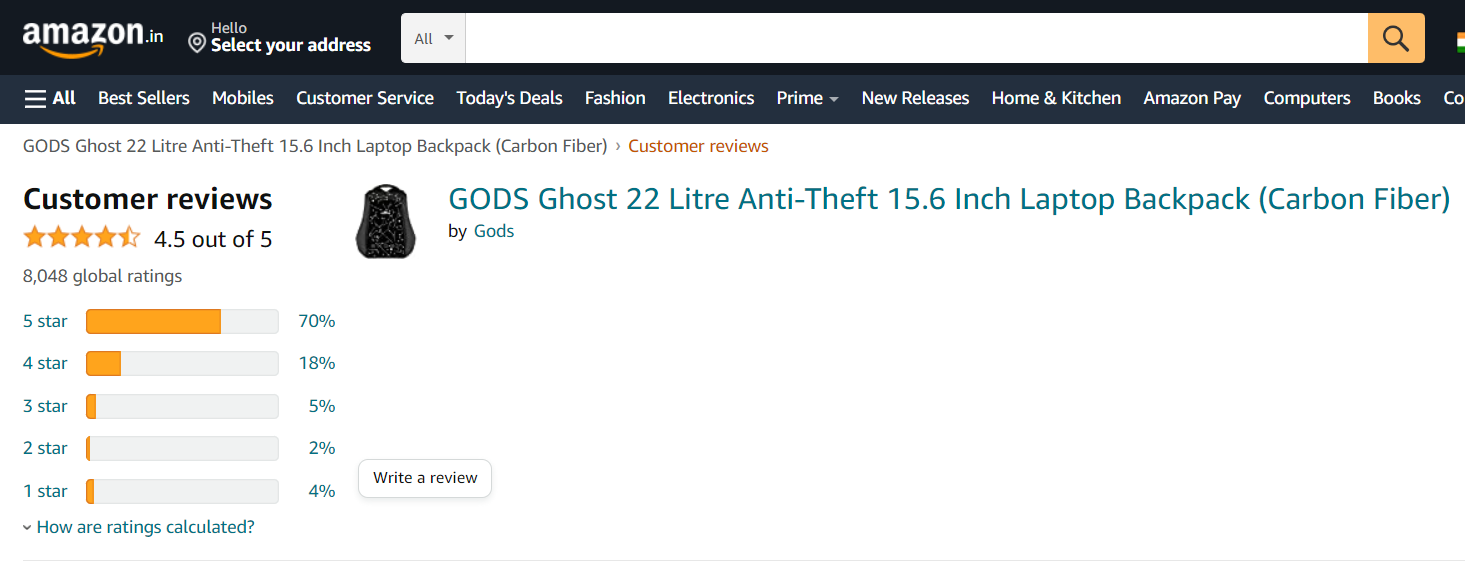 amazon.in
Hello
Select your address
All
All Best Sellers Mobiles Customer Service Today's Deals Fashion Electronics Prime New Releases Home & Kitchen Amazon Pay Computers Books Co
GODS Ghost 22 Litre Anti-Theft 15.6 Inch Laptop Backpack (Carbon Fiber) › Customer reviews
Customer reviews
4.5 out of 5
8,048 global ratings
5 star 70%
4 star 18%
3 star 5%
2 star 2%
1 star 4%
How are ratings calculated?
GODS Ghost 22 Litre Anti-Theft 15.6 Inch Laptop Backpack (Carbon Fiber)
by Gods
Write a review